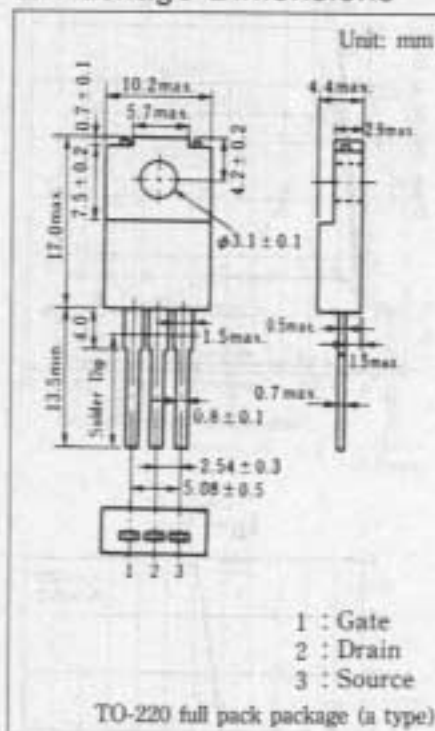 Unit: mm
10.2max.
5.7max.
4.4max.
2.9max.
0.7 ± 0.1
7.5 ± 0.2
17.0max.
4.2 ± 0.2
φ3.1 ± 0.1
4.0
13.5min
Solder Dip
1.5max.
0.5max.
1.5max.
0.7max.
0.8 ± 0.1
2.54 ± 0.3
5.08 ± 0.5
1 2 3
1 : Gate
2 : Drain
3 : Source
TO-220 full pack package (a type)